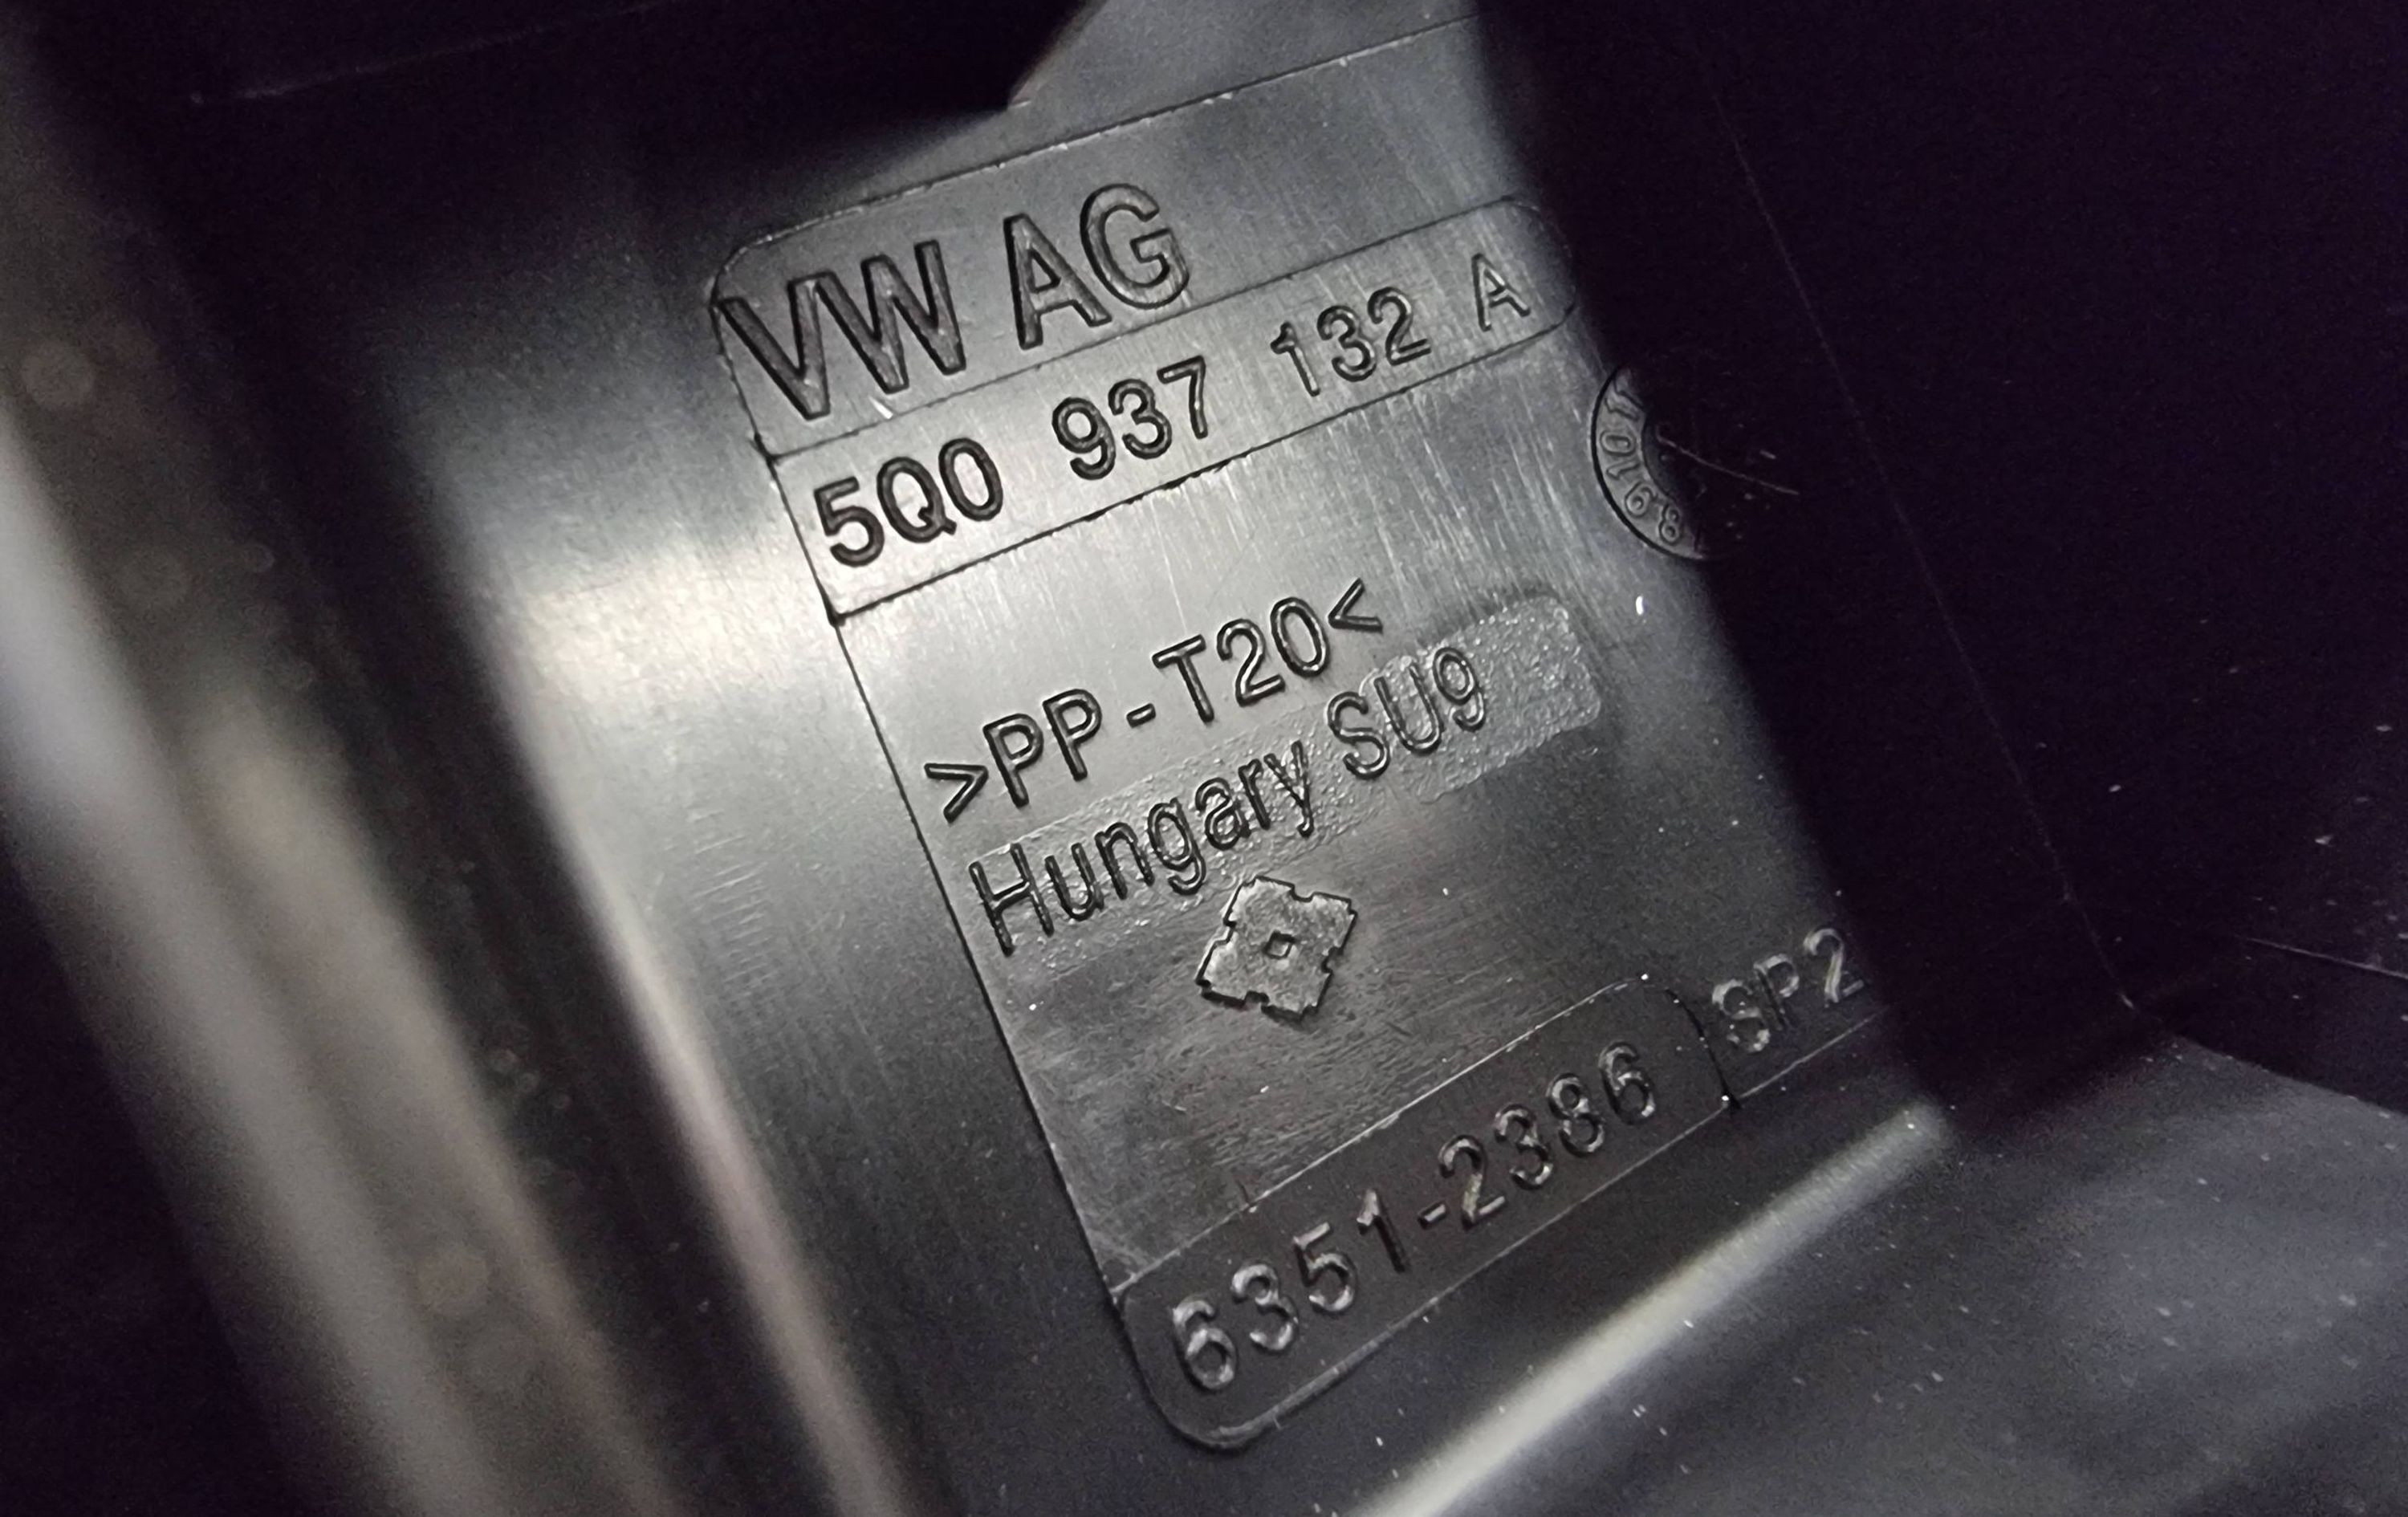 VW AG
5Q0 937 132 A
>PP-T20<
Hungary SU9
6351-2386
SP2